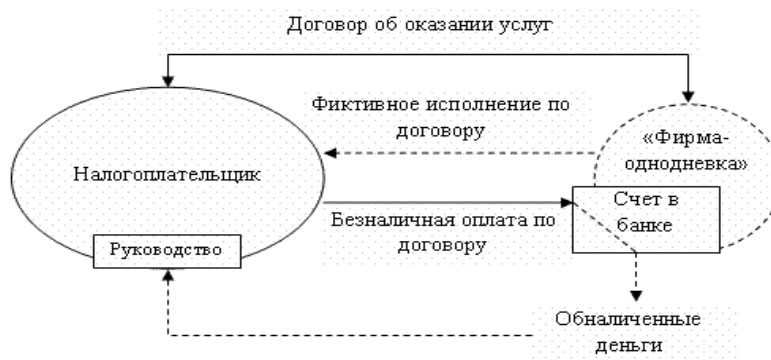 Договор об оказании услуг
Фиктивное исполнение по
договору
«Фирма-
однодневка»
Налогоплательщик
Счет в
банке
Безналичная оплата по
договору
Руководство
Обналиченные
деньги